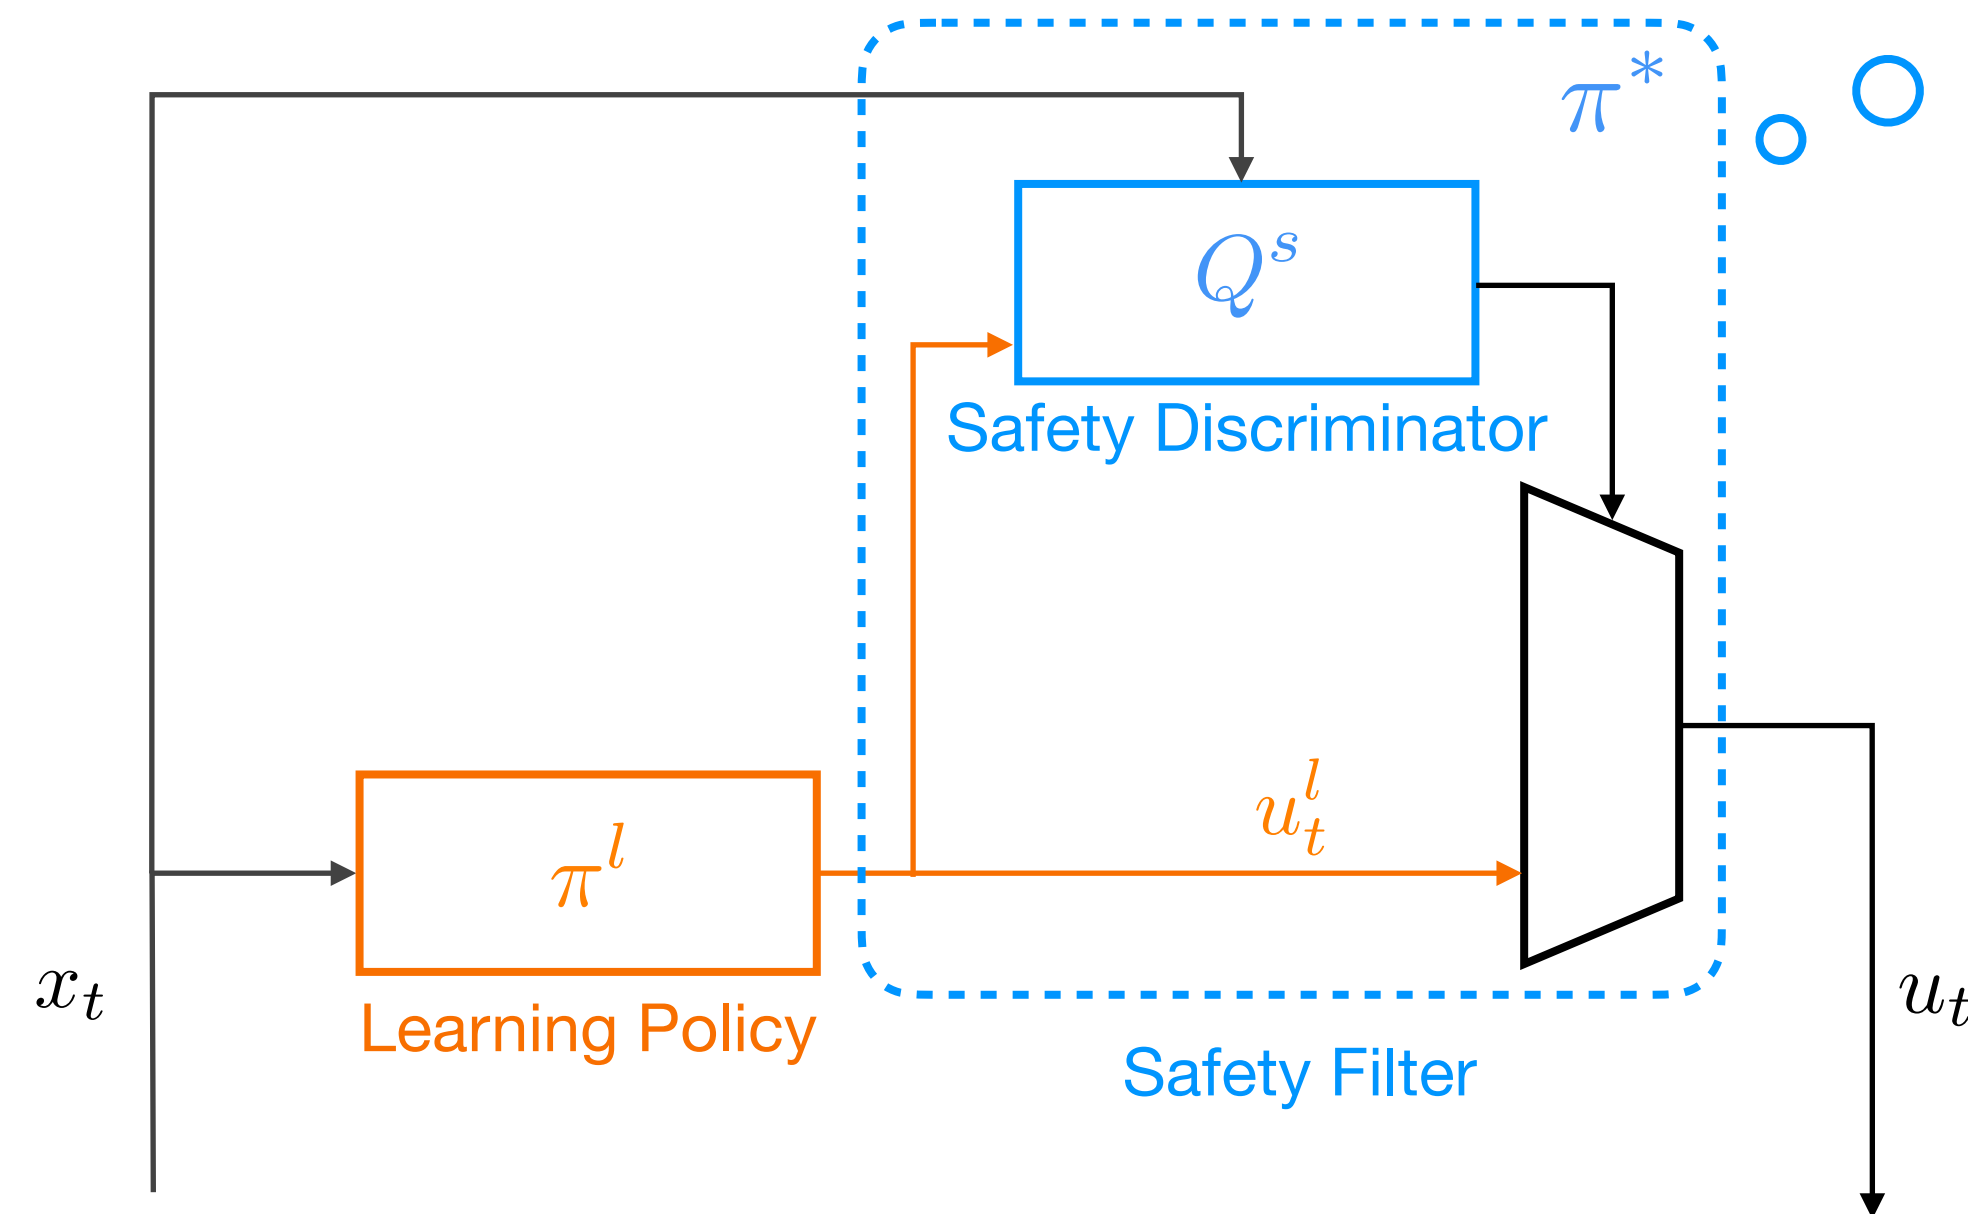 π*
Q^s
Safety Discriminator
u_t^l
π^l
x_t
u_t
Learning Policy
Safety Filter